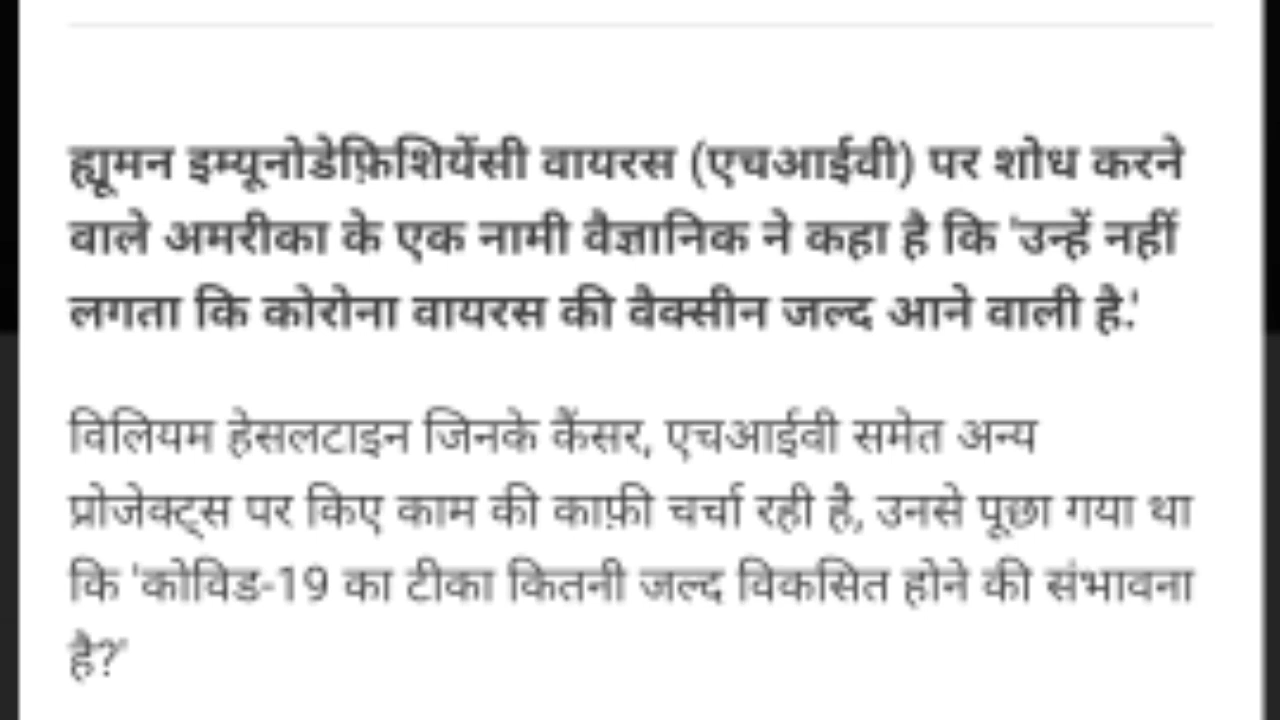 ह्यूमन इम्यूनोडेफ़िशियेंसी वायरस (एचआईवी) पर शोध करने
वाले अमरीका के एक नामी वैज्ञानिक ने कहा है कि 'उन्हें नहीं
लगता कि कोरोना वायरस की वैक्सीन जल्द आने वाली है.'
विलियम हेसलटाइन जिनके कैंसर, एचआईवी समेत अन्य
प्रोजेक्ट्स पर किए काम की काफ़ी चर्चा रही है, उनसे पूछा गया था
कि 'कोविड-19 का टीका कितनी जल्द विकसित होने की संभावना
है?'